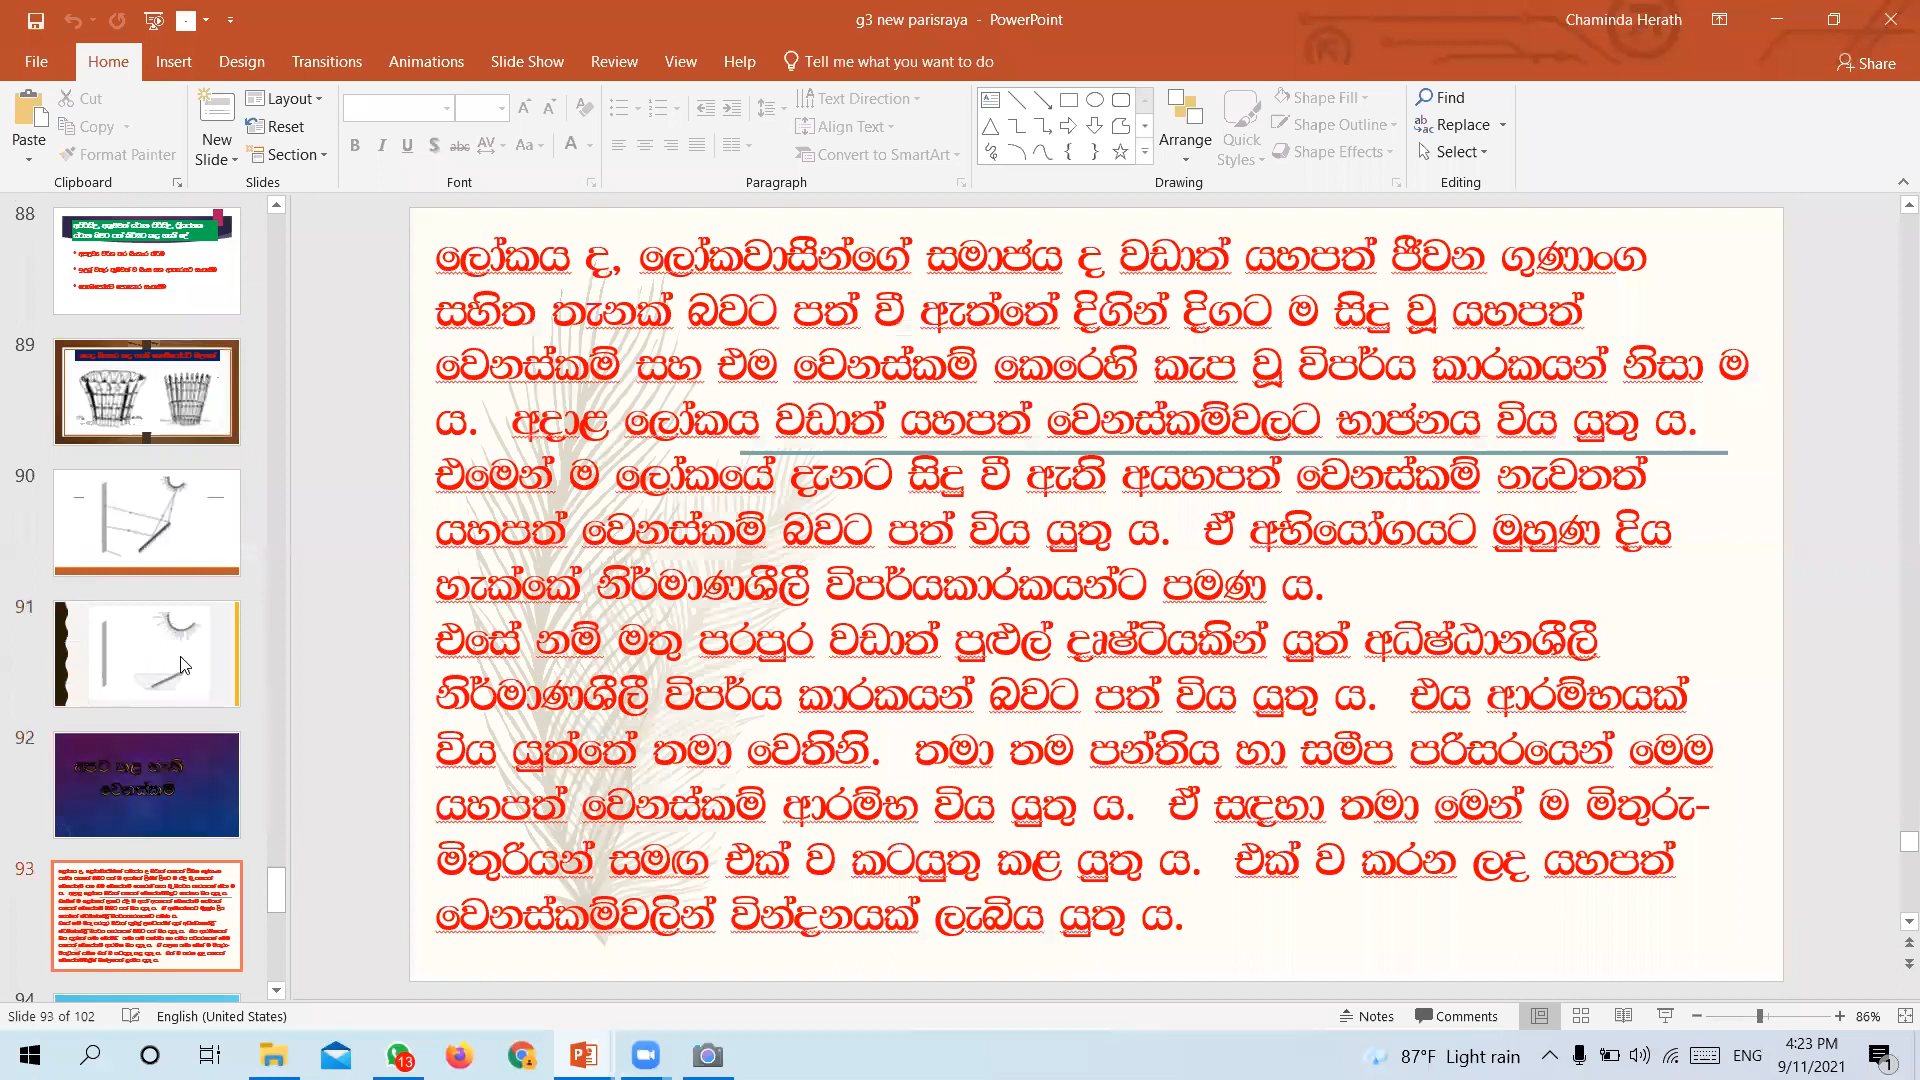 g3 new parisraya - PowerPoint
Chaminda Herath
File Home Insert Design Transitions Animations Slide Show Review View Help Tell me what you want to do
Share
Paste
Cut
Copy
Format Painter
Clipboard
New Slide
Layout
Reset
Section
Slides
Font
Text Direction
Align Text
Convert to SmartArt
Paragraph
Arrange
Quick Styles
Shape Fill
Shape Outline
Shape Effects
Drawing
Find
Replace
Select
Editing
88
89
90
91
92
මෙට කළ හැකි
වෙනස්කම්
93
94
ලෝකය ද, ලෝකවාසීන්ගේ සමාජය ද වඩාත් යහපත් ජීවන ගුණාංග
සහිත තැනක් බවට පත් වී ඇත්තේ දිගින් දිගට ම සිදු වූ යහපත්
වෙනස්කම් සහ එම වෙනස්කම් කෙරෙහි කැප වූ විපර්ය කාරකයන් නිසා ම
ය. අදාළ ලෝකය වඩාත් යහපත් වෙනස්කම්වලට භාජනය විය යුතු ය.
එමෙන් ම ලෝකයේ දැනට සිදු වී ඇති අයහපත් වෙනස්කම් නැවතත්
යහපත් වෙනස්කම් බවට පත් විය යුතු ය. ඒ අභියෝගයට මුහුණ දිය
හැක්කේ නිර්මාණශීලී විපර්යකාරකයන්ට පමණ ය.
එසේ නම් මතු පරපුර වඩාත් පුළුල් දෘෂ්ටියකින් යුත් අධිෂ්ඨානශීලී
නිර්මාණශීලී විපර්ය කාරකයන් බවට පත් විය යුතු ය. එය ආරම්භයක්
විය යුත්තේ තමා වෙතිනි. තමා තම පන්තිය හා සමීප පරිසරයෙන් මෙම
යහපත් වෙනස්කම් ආරම්භ විය යුතු ය. ඒ සඳහා තමා මෙන් ම මිතුරු-
මිතුරියන් සමඟ එක් ව කටයුතු කළ යුතු ය. එක් ව කරන ලද යහපත්
වෙනස්කම්වලින් වින්දනයක් ලැබිය යුතු ය.
Slide 93 of 102
English (United States)
Notes
Comments
86%
13
87°F Light rain
ENG
4:23 PM
9/11/2021
1